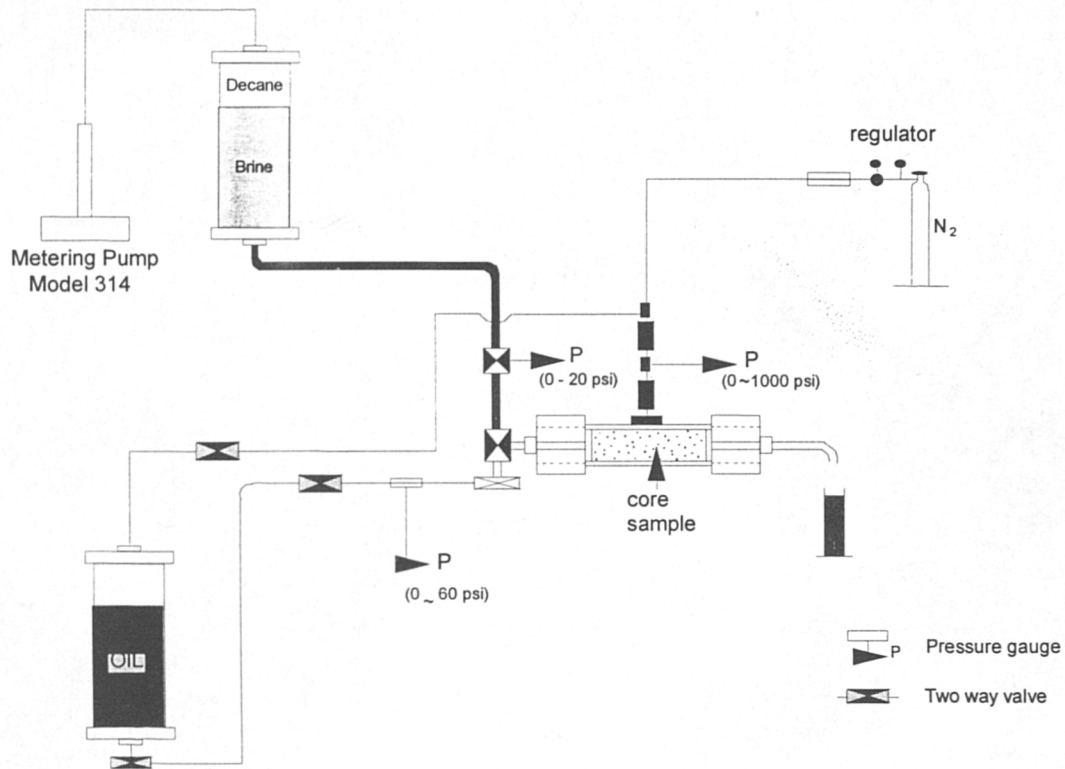 Decane
Brine
Metering Pump
Model 314
regulator
N2
P
(0 - 20 psi)
P
(0~1000 psi)
core
sample
P
(0 ~ 60 psi)
OIL
P Pressure gauge
Two way valve